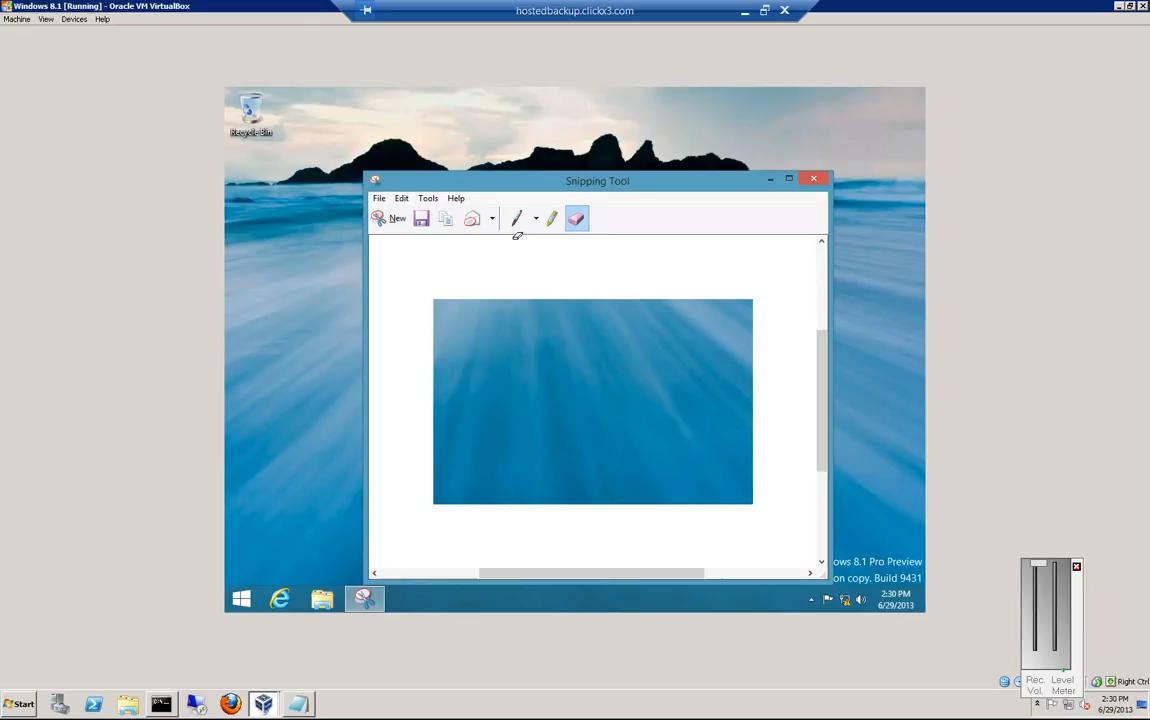 Windows 8.1 [Running] - Oracle VM VirtualBox
hostedbackup.clickx3.com
Machine View Devices Help
Recycle Bin
Snipping Tool
File Edit Tools Help
New
ows 8.1 Pro Preview
on copy. Build 9431
2:30 PM
6/29/2013
Rec. Vol.
Level Meter
Right Ctrl
Start
C:\
2:30 PM
6/29/2013